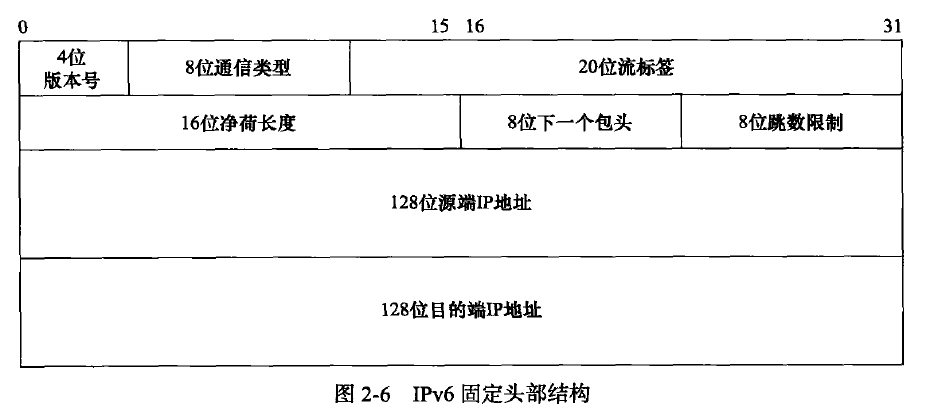 0 15 16 31
4位
版本号
8位通信类型
20位流标签
16位净荷长度
8位下一个包头
8位跳数限制
128位源端IP地址
128位目的端IP地址
图 2-6 IPv6 固定头部结构